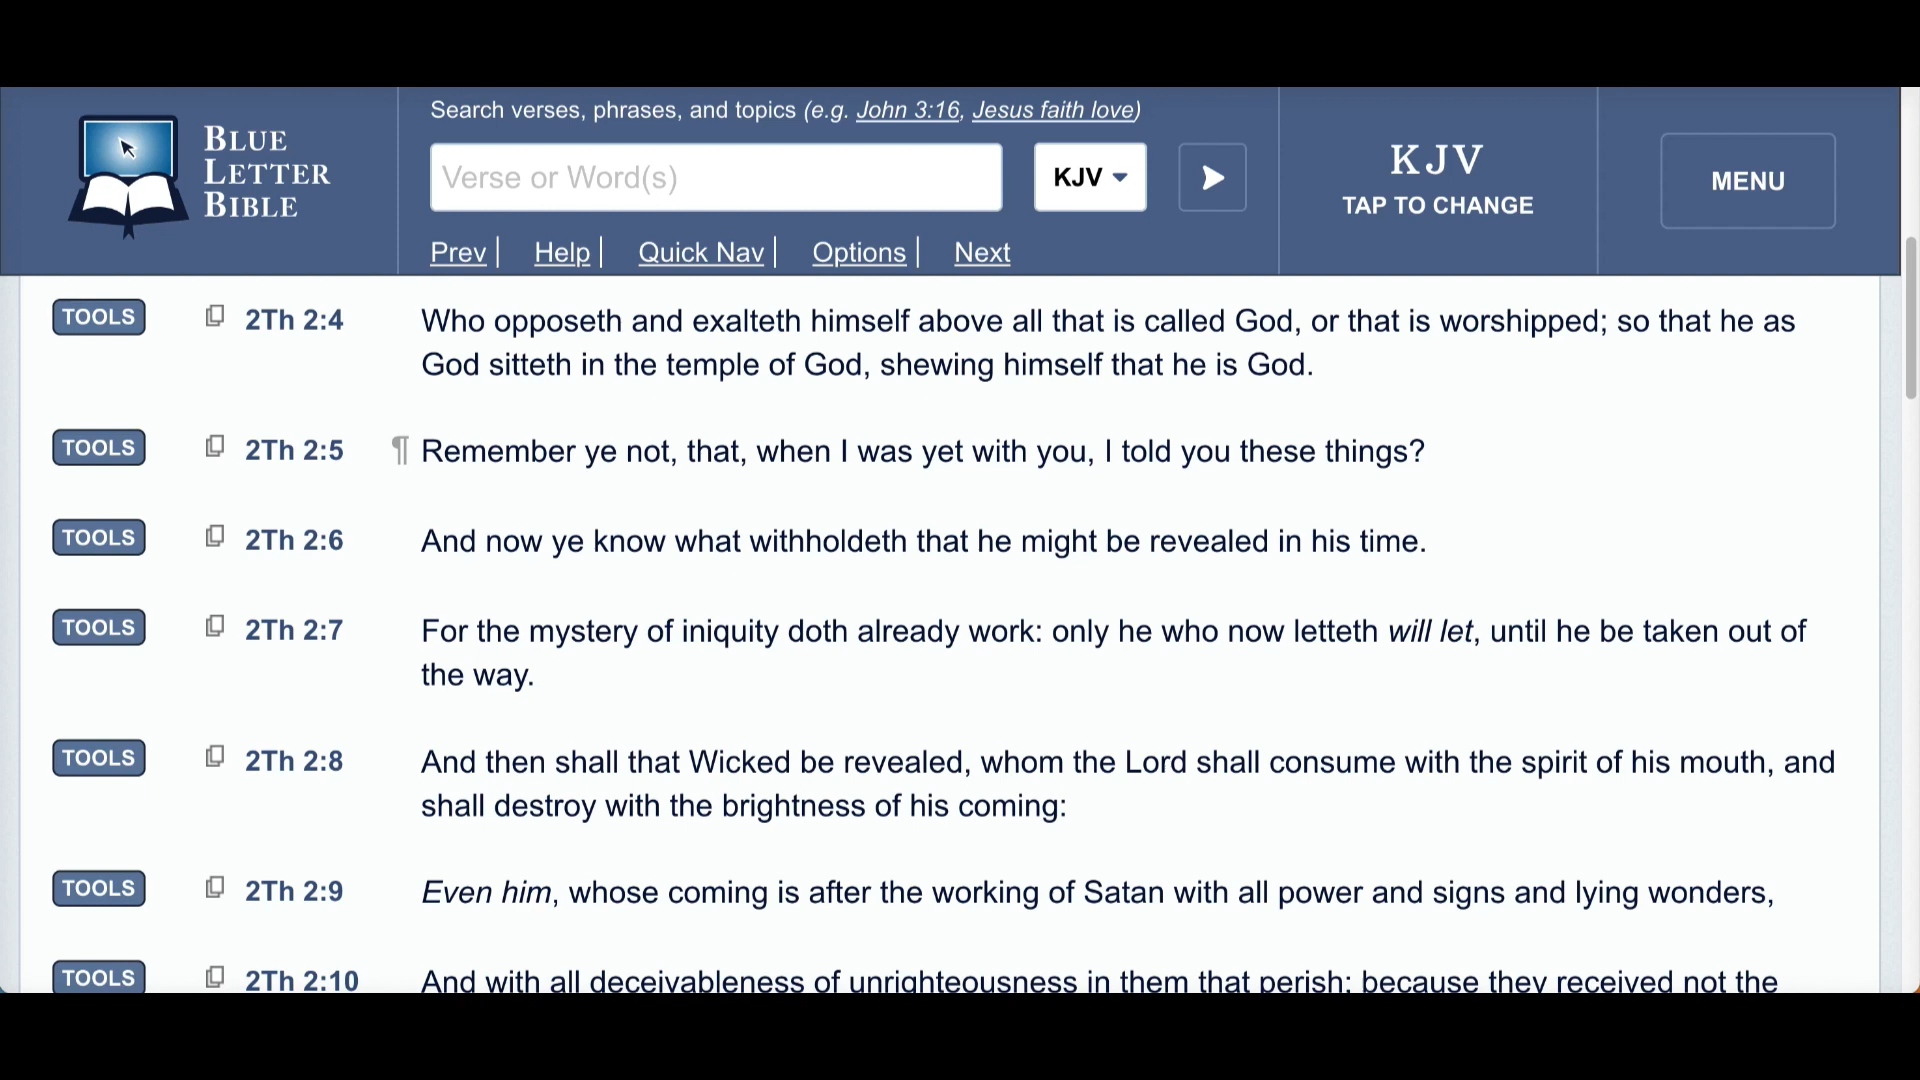 Search verses, phrases, and topics (e.g. John 3:16, Jesus faith love)
BLUE
LETTER
BIBLE
Verse or Word(s)
KJV
KJV
TAP TO CHANGE
MENU
Prev | Help | Quick Nav | Options | Next
TOOLS 2Th 2:4 Who opposeth and exalteth himself above all that is called God, or that is worshipped; so that he as
God sitteth in the temple of God, shewing himself that he is God.
TOOLS 2Th 2:5 ¶ Remember ye not, that, when I was yet with you, I told you these things?
TOOLS 2Th 2:6 And now ye know what withholdeth that he might be revealed in his time.
TOOLS 2Th 2:7 For the mystery of iniquity doth already work: only he who now letteth will let, until he be taken out of
the way.
TOOLS 2Th 2:8 And then shall that Wicked be revealed, whom the Lord shall consume with the spirit of his mouth, and
shall destroy with the brightness of his coming:
TOOLS 2Th 2:9 Even him, whose coming is after the working of Satan with all power and signs and lying wonders,
TOOLS 2Th 2:10 And with all deceivableness of unrighteousness in them that perish; because they received not the